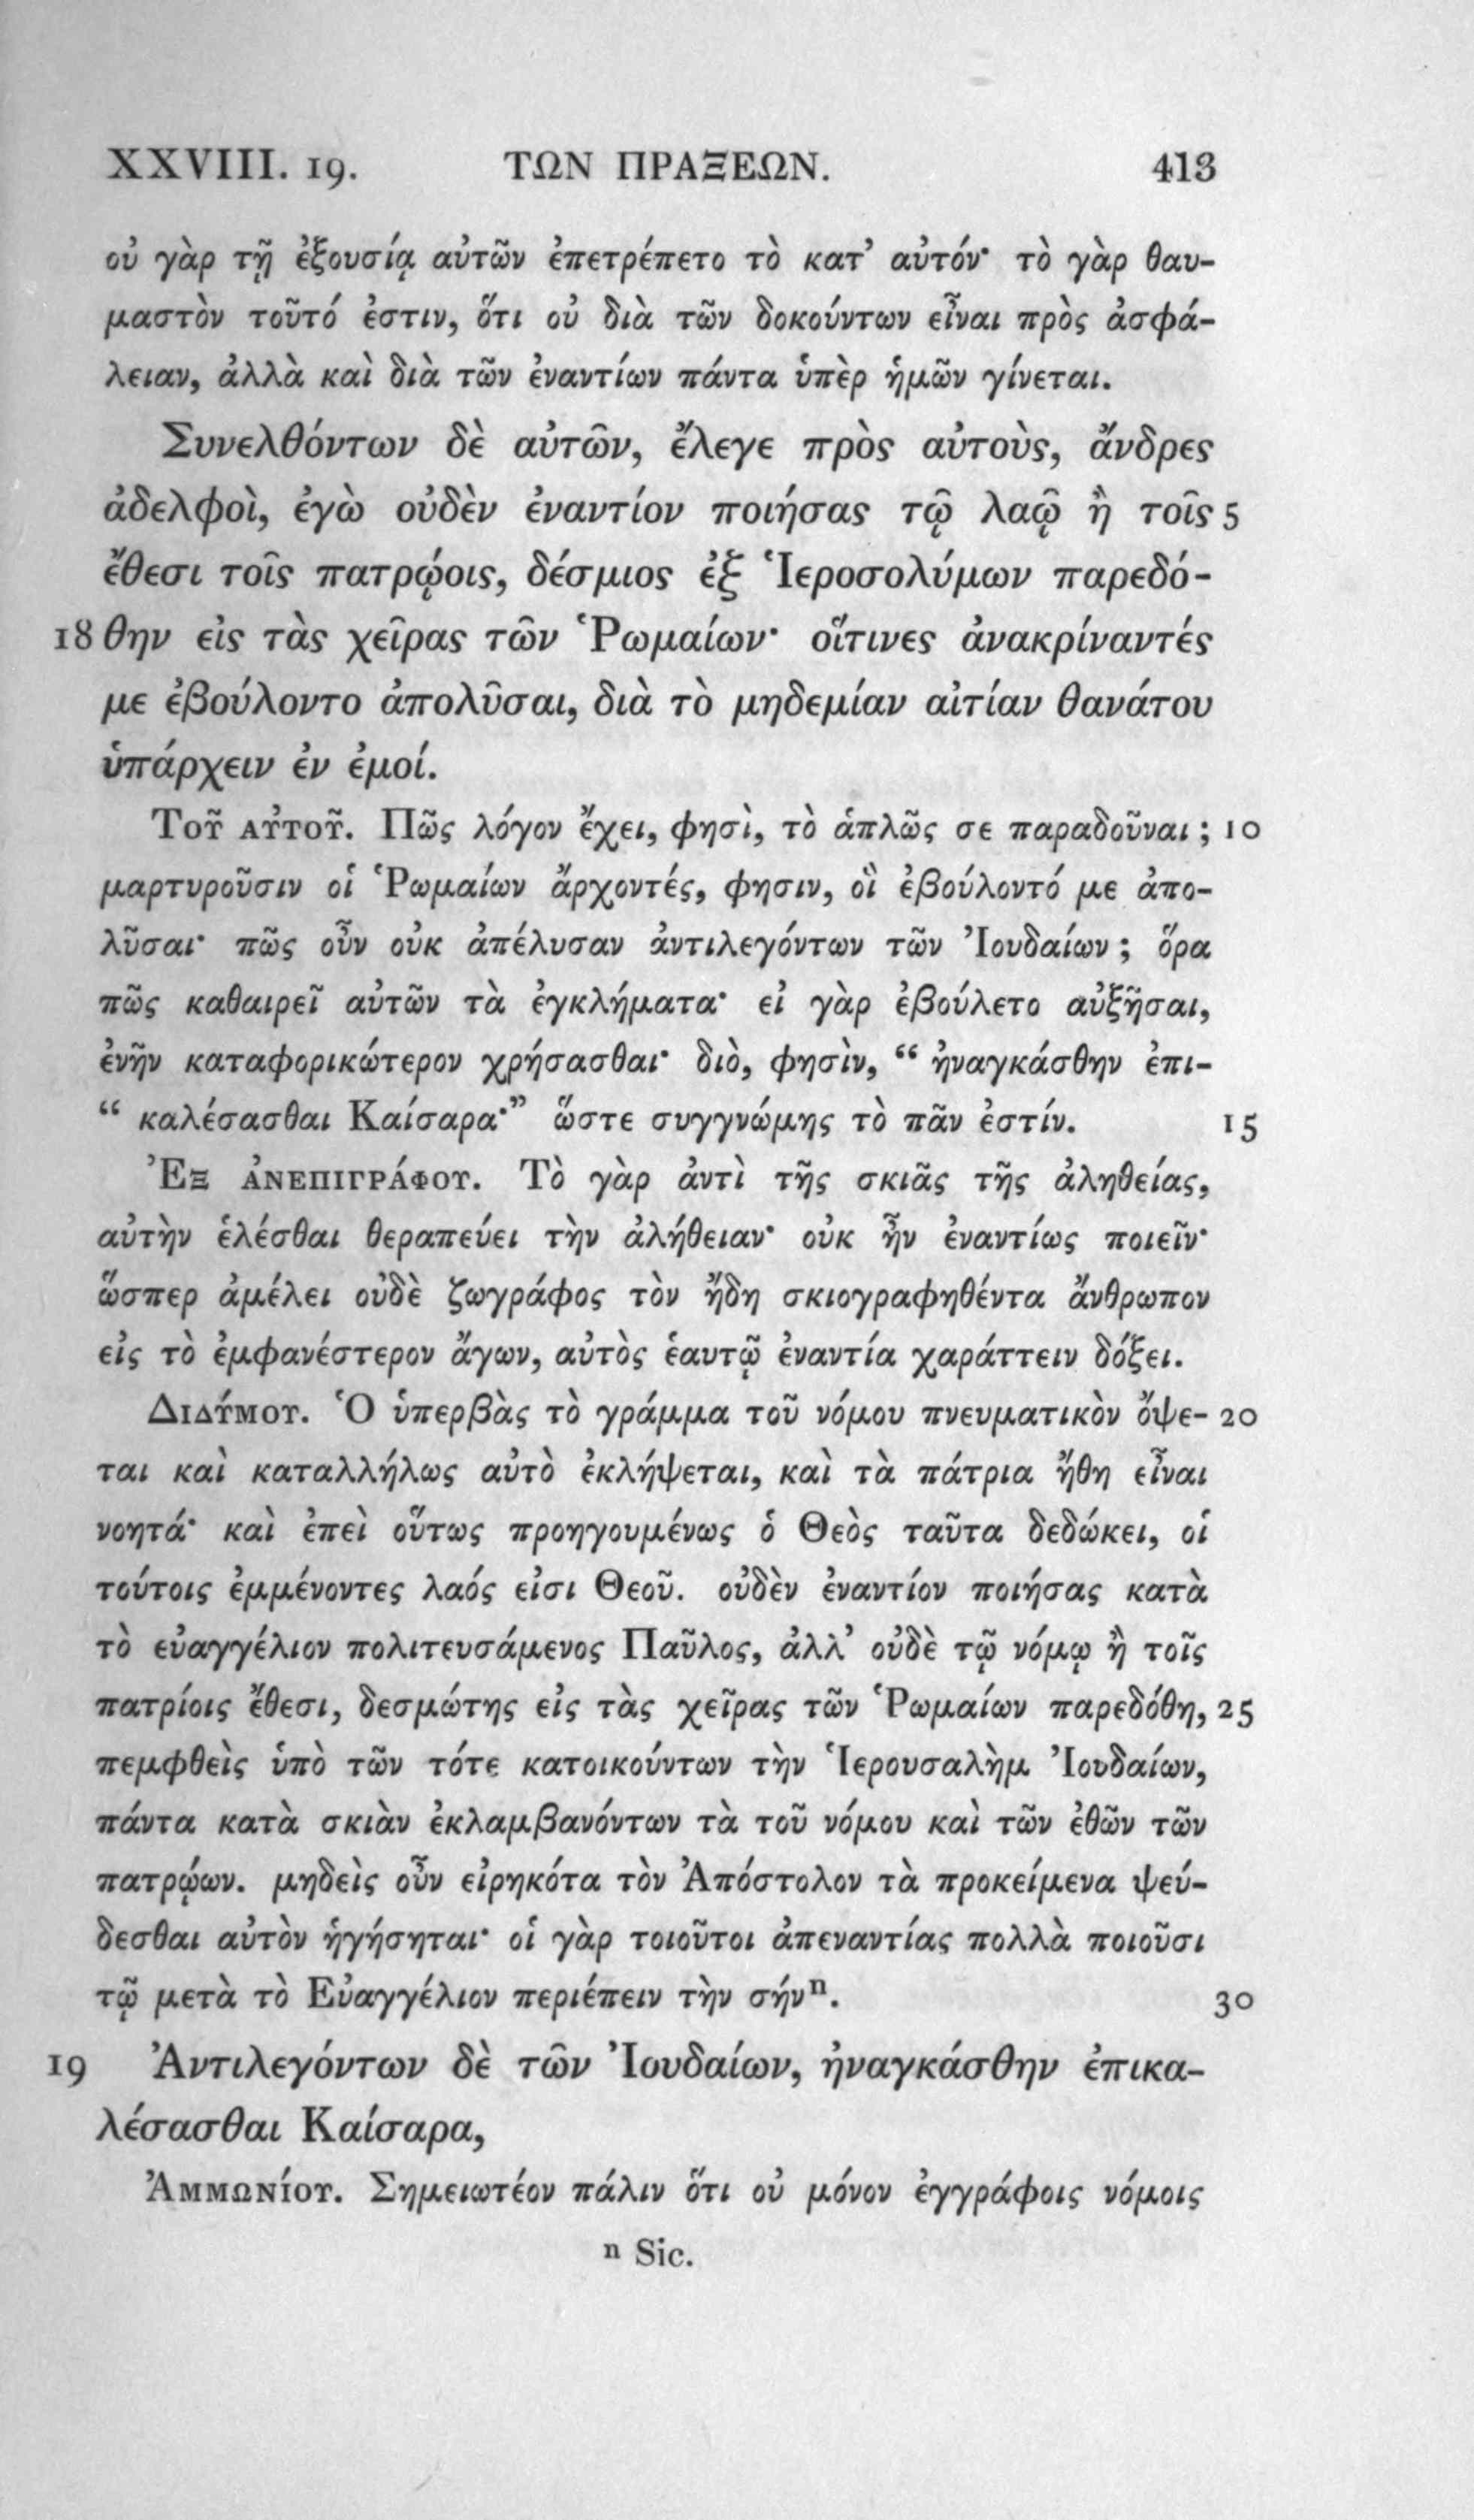 XXVIII. 19. ΤΩΝ ΠΡΑΞΕΩΝ. 413
οὐ γὰρ τῇ ἐξουσίᾳ αὐτῶν ἐπετρέπετο τὸ κατ’ αὐτόν· τὸ γὰρ θαυ-
μαστὸν τοῦτό ἐστιν, ὅτι οὐ διὰ τῶν δοκούντων εἶναι πρὸς ἀσφά-
λειαν, ἀλλὰ καὶ διὰ τῶν ἐναντίων πάντα ὑπὲρ ἡμῶν γίνεται.
Συνελθόντων δὲ αὐτῶν, ἔλεγε πρὸς αὐτοὺς, ἄνδρες
ἀδελφοὶ, ἐγὼ οὐδὲν ἐναντίον ποιήσας τῷ λαῷ ἢ τοῖς 5
ἔθεσι τοῖς πατρῴοις, δέσμιος ἐξ Ἱεροσολύμων παρεδό-
18 θην εἰς τὰς χεῖρας τῶν Ῥωμαίων· οἵτινες ἀνακρίναντές
με ἐβούλοντο ἀπολῦσαι, διὰ τὸ μηδεμίαν αἰτίαν θανάτου
ὑπάρχειν ἐν ἐμοί.
Τοῦ αὐτοῦ. Πῶς λόγον ἔχει, φησὶ, τὸ ἁπλῶς σε παραδοῦναι; 10
μαρτυροῦσιν οἱ Ῥωμαίων ἄρχοντές, φησιν, οἳ ἐβούλοντό με ἀπο-
λῦσαι· πῶς οὖν οὐκ ἀπέλυσαν ἀντιλεγόντων τῶν Ἰουδαίων; ὅρα
πῶς καθαιρεῖ αὐτῶν τὰ ἐγκλήματα· εἰ γὰρ ἐβούλετο αὐξῆσαι,
ἐνῆν καταφορικώτερον χρήσασθαι· διὸ, φησὶν, “ ἠναγκάσθην ἐπι-
“ καλέσασθαι Καίσαρα·” ὥστε συγγνώμης τὸ πᾶν ἐστίν. 15
Ἐξ ἀνεπιγράφου. Τὸ γὰρ ἀντὶ τῆς σκιᾶς τῆς ἀληθείας,
αὐτὴν ἑλέσθαι θεραπεύει τὴν ἀλήθειαν· οὐκ ἦν ἐναντίως ποιεῖν·
ὥσπερ ἀμέλει οὐδὲ ζωγράφος τὸν ἤδη σκιογραφηθέντα ἄνθρωπον
εἰς τὸ ἐμφανέστερον ἄγων, αὐτὸς ἑαυτῷ ἐναντία χαράττειν δόξει.
Διδύμου. Ὁ ὑπερβὰς τὸ γράμμα τοῦ νόμου πνευματικὸν ὄψε- 20
ται καὶ καταλλήλως αὐτὸ ἐκλήψεται, καὶ τὰ πάτρια ἤθη εἶναι
νοητά· καὶ ἐπεὶ οὕτως προηγουμένως ὁ Θεὸς ταῦτα δεδώκει, οἱ
τούτοις ἐμμένοντες λαός εἰσι Θεοῦ. οὐδὲν ἐναντίον ποιήσας κατὰ
τὸ εὐαγγέλιον πολιτευσάμενος Παῦλος, ἀλλ’ οὐδὲ τῷ νόμῳ ἢ τοῖς
πατρίοις ἔθεσι, δεσμώτης εἰς τὰς χεῖρας τῶν Ῥωμαίων παρεδόθη, 25
πεμφθεὶς ὑπὸ τῶν τότε κατοικούντων τὴν Ἱερουσαλὴμ Ἰουδαίων,
πάντα κατὰ σκιὰν ἐκλαμβανόντων τὰ τοῦ νόμου καὶ τῶν ἐθῶν τῶν
πατρῴων. μηδεὶς οὖν εἰρηκότα τὸν Ἀπόστολον τὰ προκείμενα ψεύ-
δεσθαι αὐτὸν ἡγήσηται· οἱ γὰρ τοιοῦτοι ἀπεναντίας πολλὰ ποιοῦσι
τῷ μετὰ τὸ Εὐαγγέλιον περιέπειν τὴν σήνⁿ. 30
19 Ἀντιλεγόντων δὲ τῶν Ἰουδαίων, ἠναγκάσθην ἐπικα-
λέσασθαι Καίσαρα,
Ἀμμωνίου. Σημειωτέον πάλιν ὅτι οὐ μόνον ἐγγράφοις νόμοις
ⁿ Sic.